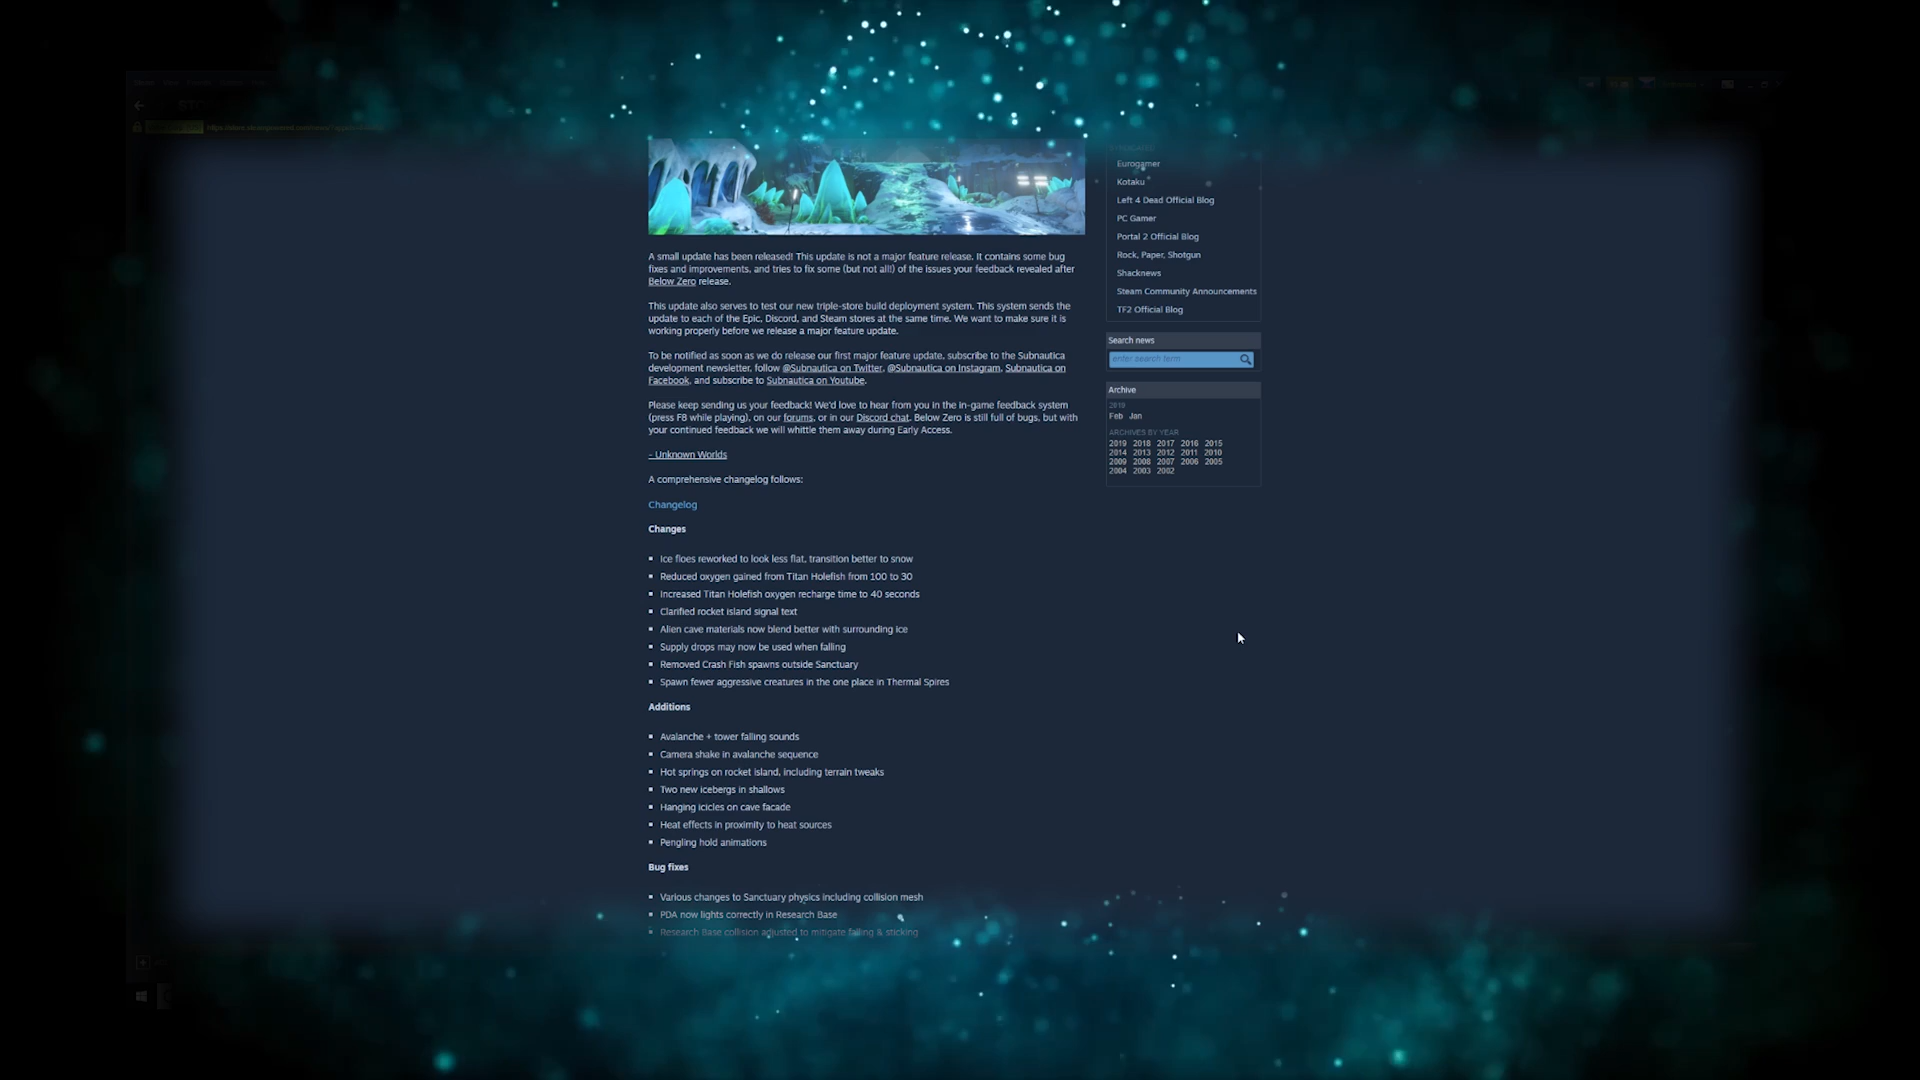 A small update has been released! This update is not a major feature release. It contains some bug
fixes and improvements, and tries to fix some (but not all!) of the issues your feedback revealed after
Below Zero release.
This update also serves to test our new triple-store build deployment system. This system sends the
update to each of the Epic, Discord, and Steam stores at the same time. We want to make sure it is
working properly before we release a major feature update.
To be notified as soon as we do release our first major feature update, subscribe to the Subnautica
development newsletter, follow @Subnautica on Twitter, @Subnautica on Instagram, Subnautica on
Facebook, and subscribe to Subnautica on Youtube.
Please keep sending us your feedback! We'd love to hear from you in the in-game feedback system
(press F8 while playing), on our forums, or in our Discord chat. Below Zero is still full of bugs, but with
your continued feedback we will whittle them away during Early Access.
- Unknown Worlds
A comprehensive changelog follows:
Changelog
Changes
▪ Ice floes reworked to look less flat, transition better to snow
▪ Reduced oxygen gained from Titan Holefish from 100 to 30
▪ Increased Titan Holefish oxygen recharge time to 40 seconds
▪ Clarified rocket island signal text
▪ Alien cave materials now blend better with surrounding ice
▪ Supply drops may now be used when falling
▪ Removed Crash Fish spawns outside Sanctuary
▪ Spawn fewer aggressive creatures in the one place in Thermal Spires
Additions
▪ Avalanche + tower falling sounds
▪ Camera shake in avalanche sequence
▪ Hot springs on rocket island, including terrain tweaks
▪ Two new icebergs in shallows
▪ Hanging icicles on cave facade
▪ Heat effects in proximity to heat sources
▪ Pengling hold animations
Bug fixes
▪ Various changes to Sanctuary physics including collision mesh
▪ PDA now lights correctly in Research Base
▪ Research Base collision adjusted to mitigate falling & sticking
Eurogamer
Kotaku
Left 4 Dead Official Blog
PC Gamer
Portal 2 Official Blog
Rock, Paper, Shotgun
Shacknews
Steam Community Announcements
TF2 Official Blog
Search news
enter search term
Archive
2019
Feb Jan
ARCHIVES BY YEAR
2019 2018 2017 2016 2015
2014 2013 2012 2011 2010
2009 2008 2007 2006 2005
2004 2003 2002